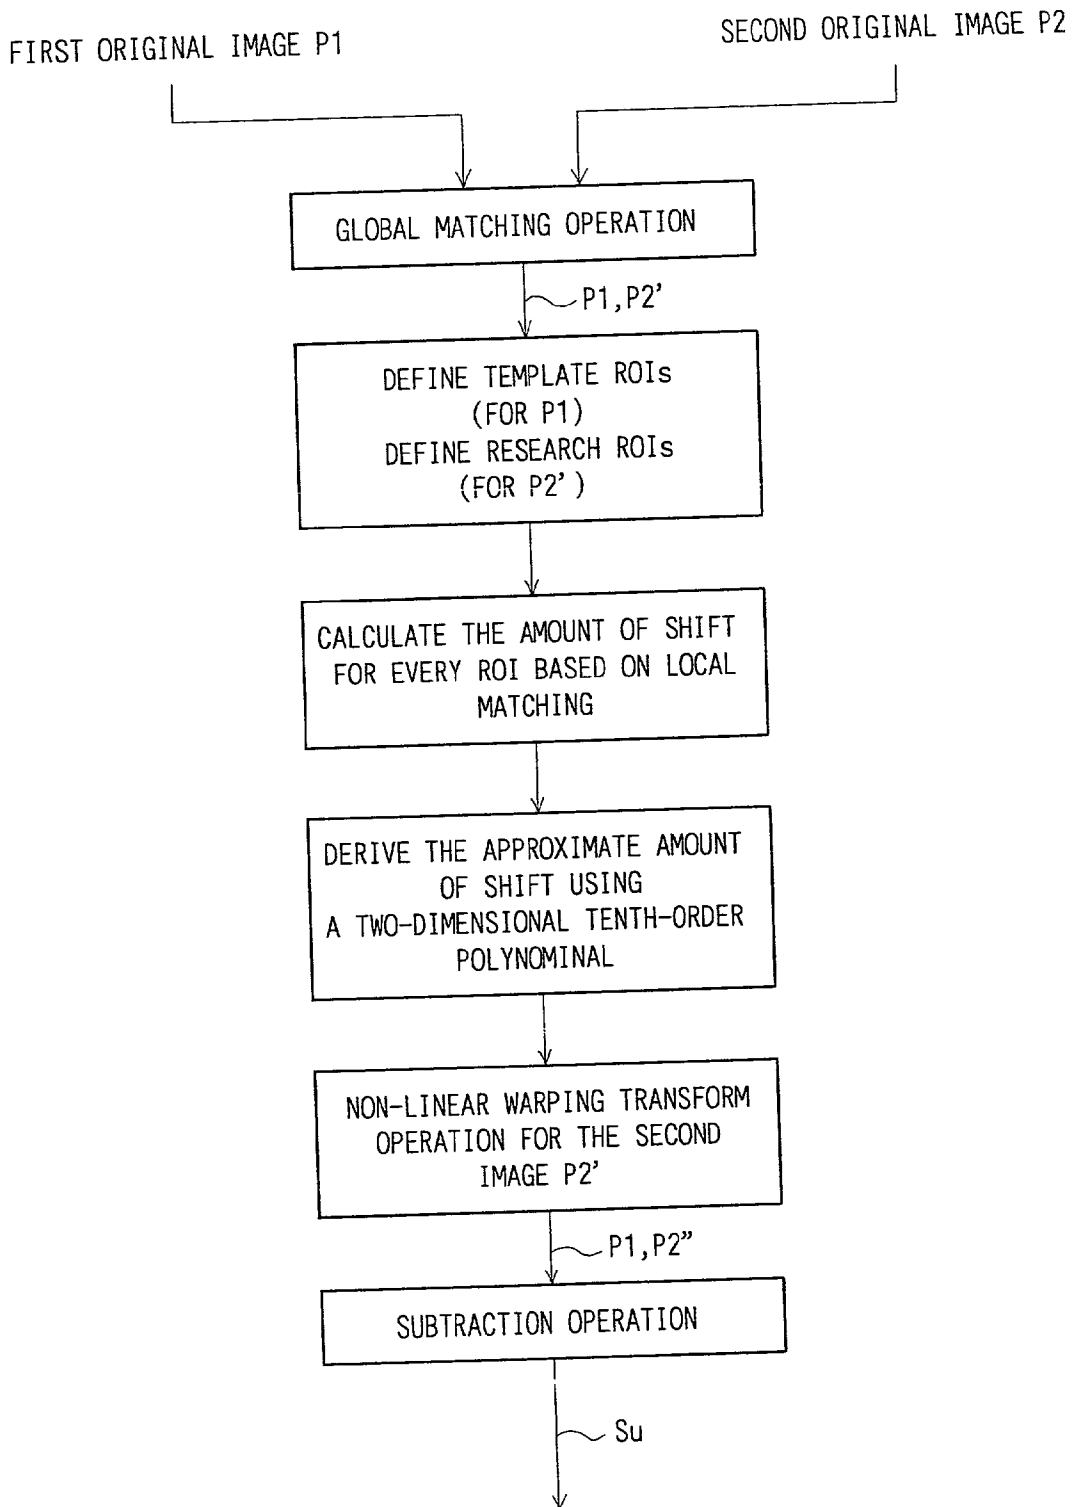 FIRST ORIGINAL IMAGE P1
SECOND ORIGINAL IMAGE P2
GLOBAL MATCHING OPERATION
P1,P2'
DEFINE TEMPLATE ROIs
(FOR P1)
DEFINE RESEARCH ROIs
(FOR P2')
CALCULATE THE AMOUNT OF SHIFT
FOR EVERY ROI BASED ON LOCAL
MATCHING
DERIVE THE APPROXIMATE AMOUNT
OF SHIFT USING
A TWO-DIMENSIONAL TENTH-ORDER
POLYNOMINAL
NON-LINEAR WARPING TRANSFORM
OPERATION FOR THE SECOND
IMAGE P2'
P1,P2"
SUBTRACTION OPERATION
Su